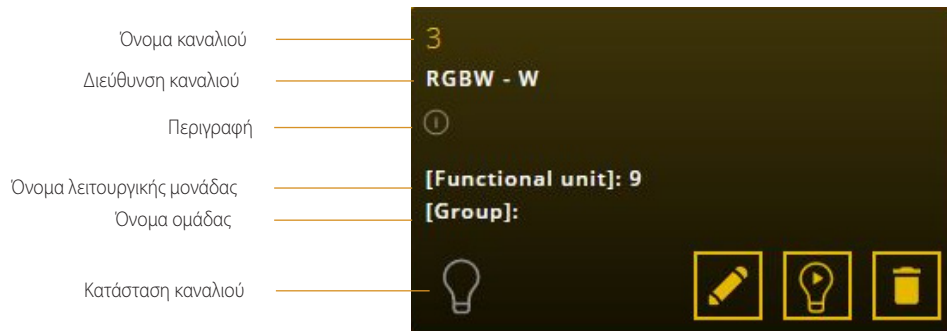 Όνομα καναλιού
3
Διεύθυνση καναλιού
RGBW - W
Περιγραφή
Όνομα λειτουργικής μονάδας
[Functional unit]: 9
Όνομα ομάδας
[Group]:
Κατάσταση καναλιού